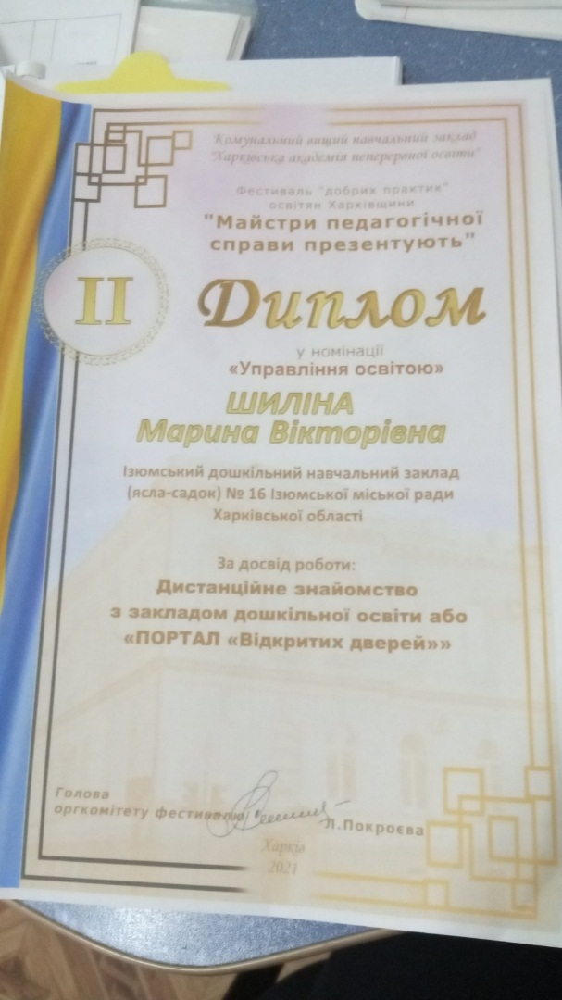 Комунальний вищий навчальний заклад
"Харківська академія неперервної освіти"
Фестиваль "добрих практик"
освітян Харківщини
"Майстри педагогічної
справи презентують"
II
Диплом
у номінації
«Управління освітою»
ШИЛІНА
Марина Вікторівна
Ізюмський дошкільний навчальний заклад
(ясла-садок) № 16 Ізюмської міської ради
Харківської області
За досвід роботи:
Дистанційне знайомство
з закладом дошкільної освіти або
«ПОРТАЛ «Відкритих дверей»»
Голова
оргкомітету фестивалю
Л.Покроєва
Харків
2021